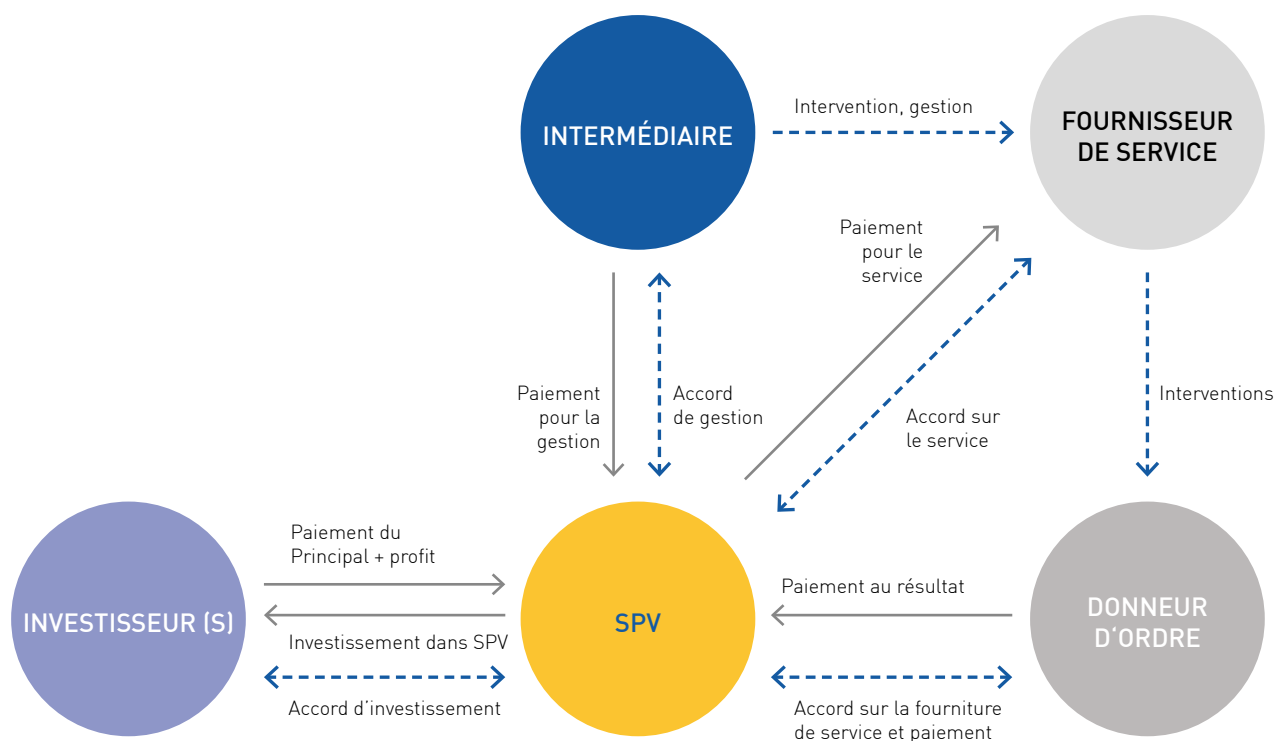 INTERMÉDIAIRE
Intervention, gestion
FOURNISSEUR
DE SERVICE
Paiement
pour le
service
Paiement
pour la
gestion
Accord
de gestion
Accord sur
le service
Interventions
Paiement du
Principal + profit
INVESTISSEUR (S)
Investissement dans SPV
Accord d'investissement
SPV
Paiement au résultat
DONNEUR
D‘ORDRE
Accord sur la fourniture
de service et paiement